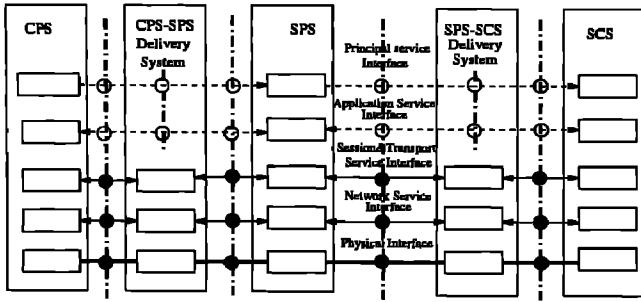 CPS
CPS-SPS
Delivery
System
SPS
SPS-SCS
Delivery
System
SCS
Principal service
Interface
Application Service
Interface
Session/Transport
Service Interface
Network Service
Interface
Physical Interface